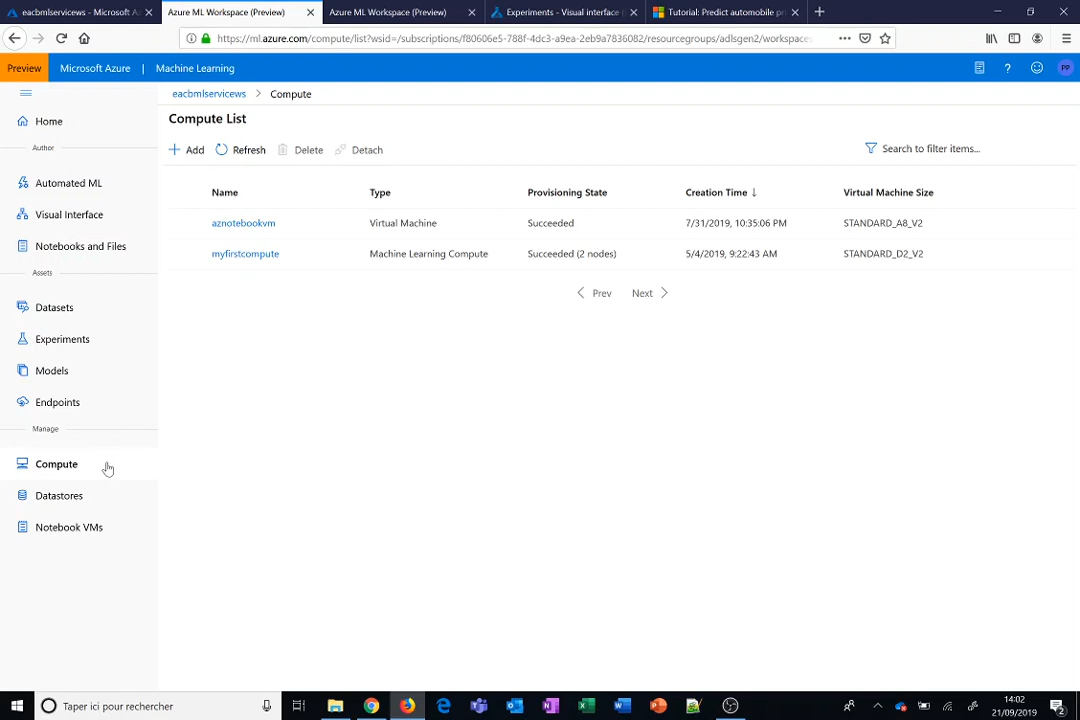 eacbmlservicews - Microsoft A
Azure ML Workspace (Preview)
Azure ML Workspace (Preview)
Experiments - Visual interface (
Tutorial: Predict automobile pri
https://ml.azure.com/compute/list?wsid=/subscriptions/f80606e5-788f-4dc3-a9ea-2eb9a7836082/resourcegroups/adlsgen2/workspaces
Preview Microsoft Azure | Machine Learning PP
eacbmlservicews > Compute
Compute List
Add Refresh Delete Detach Search to filter items...
Name Type Provisioning State Creation Time Virtual Machine Size
aznotebookvm Virtual Machine Succeeded 7/31/2019, 10:35:06 PM STANDARD_A8_V2
myfirstcompute Machine Learning Compute Succeeded (2 nodes) 5/4/2019, 9:22:43 AM STANDARD_D2_V2
Prev Next
Home
Author
Automated ML
Visual Interface
Notebooks and Files
Assets
Datasets
Experiments
Models
Endpoints
Manage
Compute
Datastores
Notebook VMs
Taper ici pour rechercher
14:02
21/09/2019
2